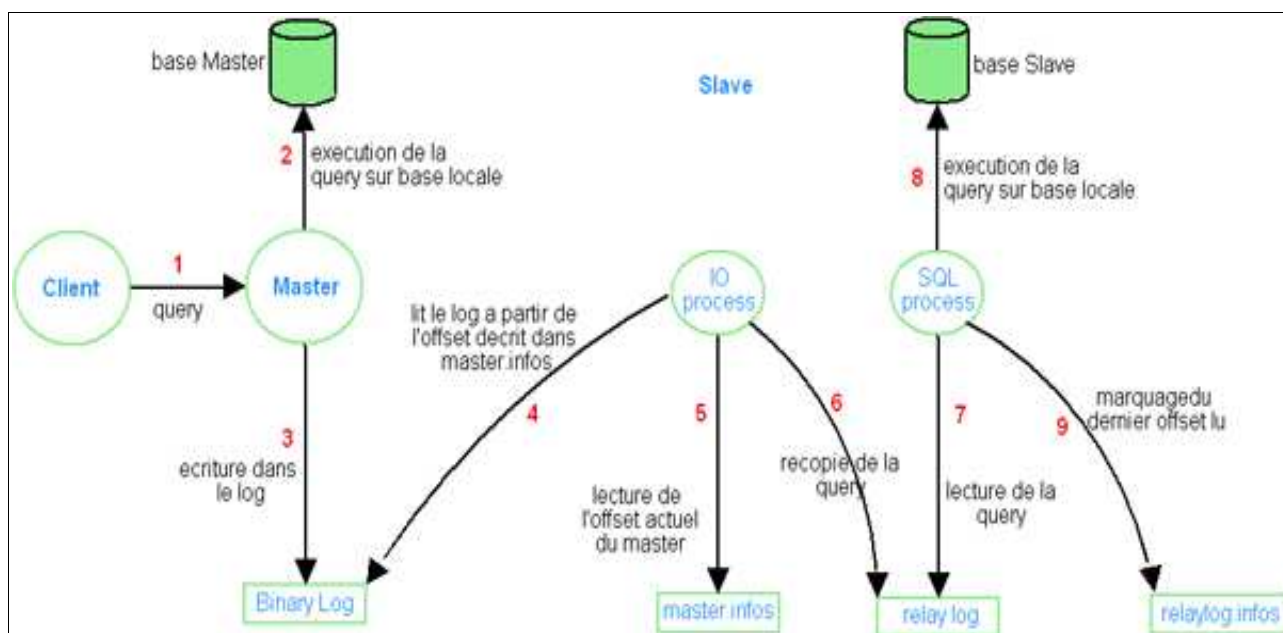 base Master
Slave
base Slave
2
execution de la
query sur base locale
8
execution de la
query sur base locale
Client
1
query
Master
IO
process
SQL
process
lit le log a partir de
l'offset decrit dans
master.infos
3
ecriture dans
le log
4
5
lecture de
l'offset actuel
du master
6
recopie de la
query
7
lecture de la
query
marquagedu
dernier offset lu
9
Binary Log
master.infos
relay log
relaylog.infos